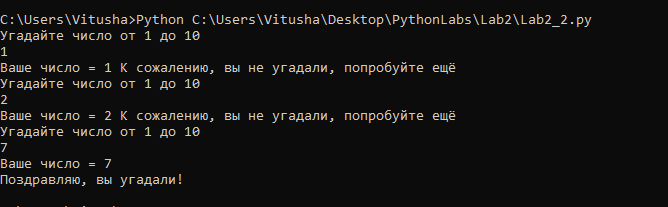 C:\Users\Vitusha>Python C:\Users\Vitusha\Desktop\PythonLabs\Lab2\Lab2_2.py
Угадайте число от 1 до 10
1
Ваше число = 1 К сожалению, вы не угадали, попробуйте ещё
Угадайте число от 1 до 10
2
Ваше число = 2 К сожалению, вы не угадали, попробуйте ещё
Угадайте число от 1 до 10
7
Ваше число = 7
Поздравляю, вы угадали!